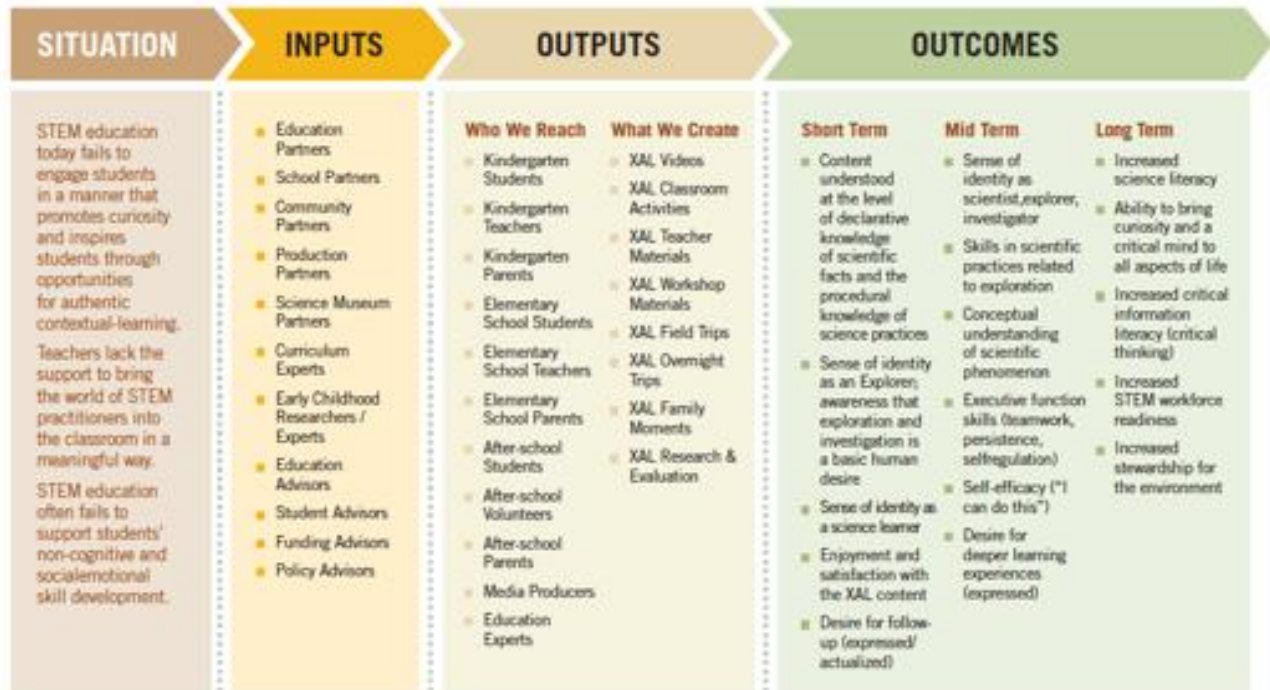 SITUATION
INPUTS
OUTPUTS
OUTCOMES
STEM education
today fails to
engage students
in a manner that
promotes curiosity
and inspires
students through
opportunities
for authentic
contextual-learning.
Teachers lack the
support to bring
the world of STEM
practitioners into
the classroom in a
meaningful way.
STEM education
often fails to
support students'
non-cognitive and
socialemotional
skill development.
Education
Partners
School Partners
Community
Partners
Production
Partners
Science Museum
Partners
Curriculum
Experts
Early Childhood
Researchers /
Experts
Education
Advisors
Student Advisors
Funding Advisors
Policy Advisors
Who We Reach
Kindergarten
Students
Kindergarten
Teachers
Kindergarten
Parents
Elementary
School Students
Elementary
School Teachers
Elementary
School Parents
After-school
Students
After-school
Volunteers
After-school
Parents
Media Producers
Education
Experts
What We Create
XAL Videos
XAL Classroom
Activities
XAL Teacher
Materials
XAL Workshop
Materials
XAL Field Trips
XAL Overnight
Trips
XAL Family
Moments
XAL Research &
Evaluation
Short Term
Content
understood
at the level
of declarative
knowledge
of scientific
facts and the
procedural
knowledge of
science practices
Sense of identity
as an Explorer;
awareness that
exploration and
investigation is
a basic human
desire
Sense of identity as
a science learner
Enjoyment and
satisfaction with
the XAL content
Desire for follow-
up (expressed/
actualized)
Mid Term
Sense of
identity as
scientist,explorer,
investigator
Skills in scientific
practices related
to exploration
Conceptual
understanding
of scientific
phenomenon
Executive function
skills (teamwork,
persistence,
selfregulation)
Self-efficacy ("I
can do this")
Desire for
deeper learning
experiences
(expressed)
Long Term
Increased
science literacy
Ability to bring
curiosity and a
critical mind to
all aspects of life
Increased critical
information
literacy (critical
thinking)
Increased
STEM workforce
readiness
Increased
stewardship for
the environment